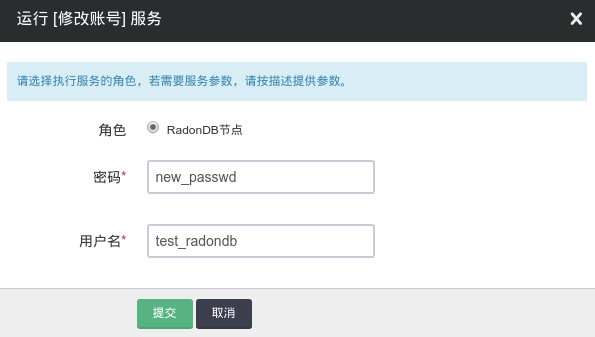 运行 [修改账号] 服务
请选择执行服务的角色，若需要服务参数，请按描述提供参数。
角色 RadonDB节点
密码* new_passwd
用户名* test_radondb
提交 取消